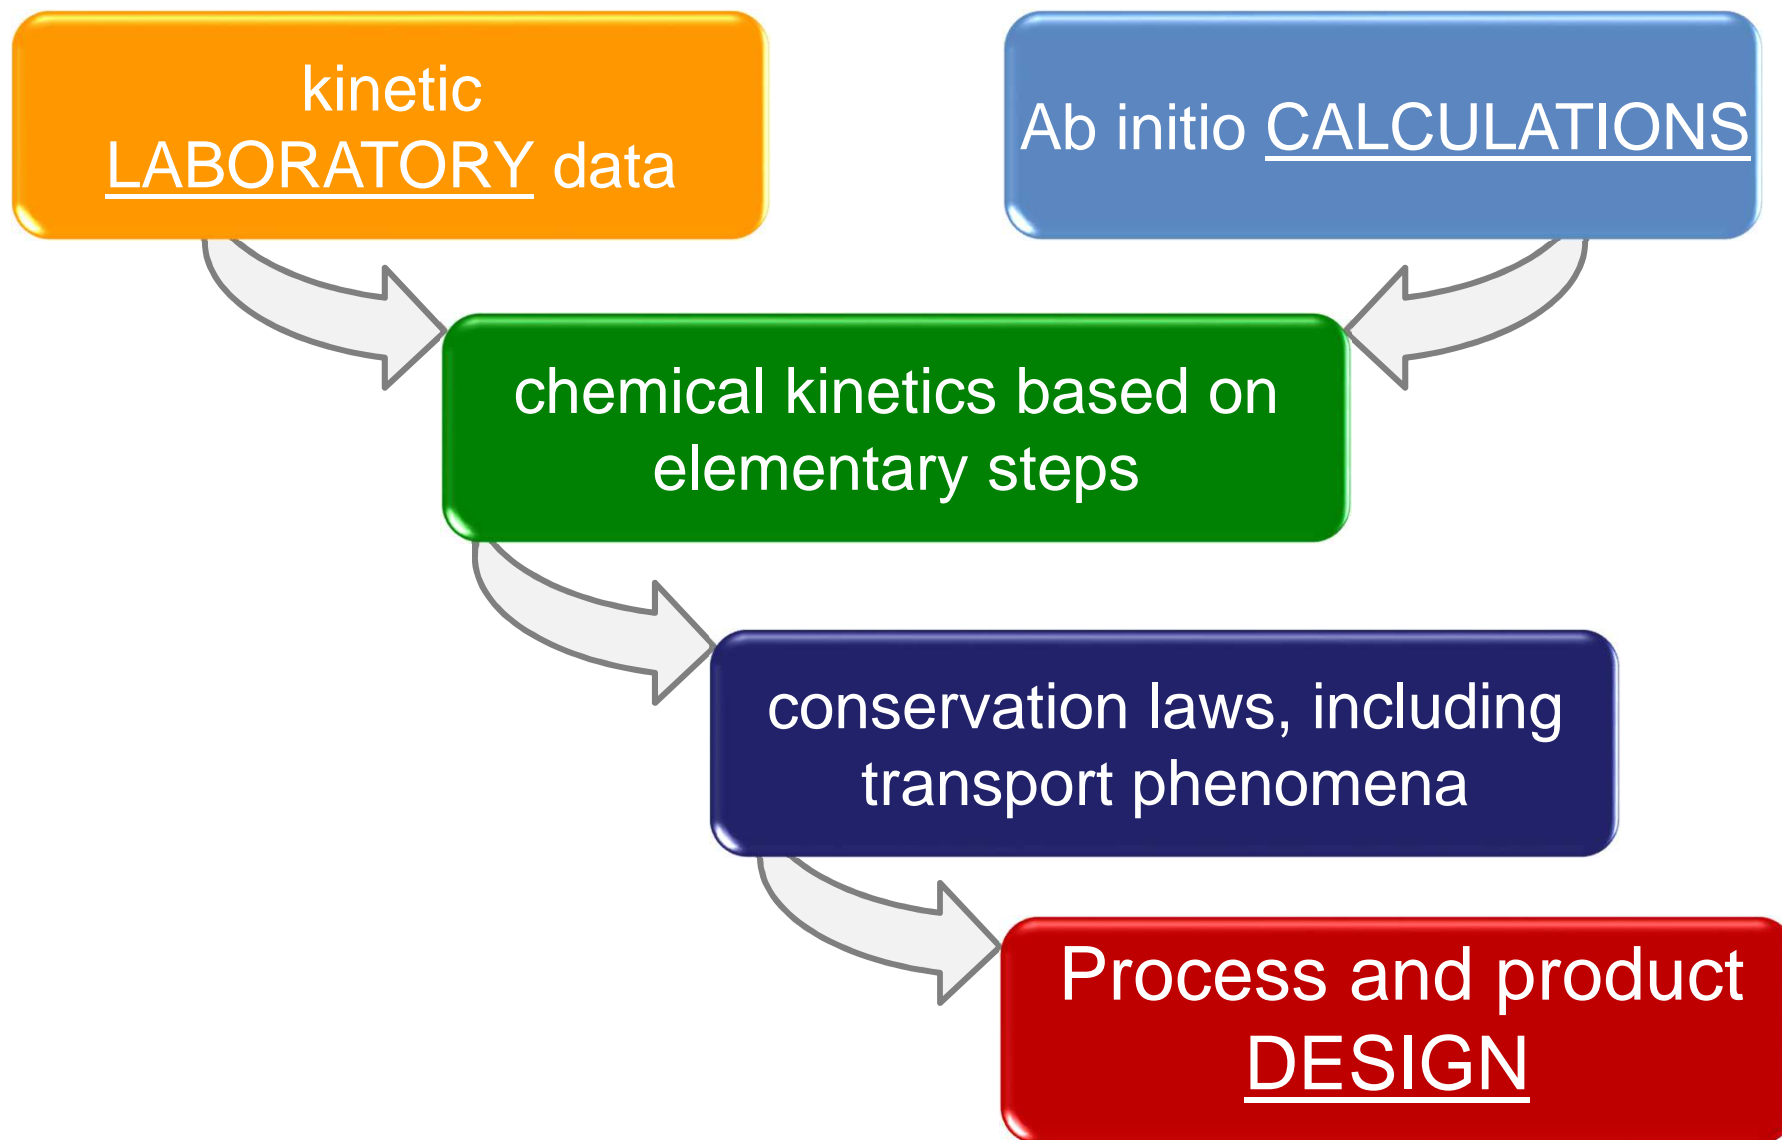 kinetic
LABORATORY data
Ab initio CALCULATIONS
chemical kinetics based on
elementary steps
conservation laws, including
transport phenomena
Process and product
DESIGN